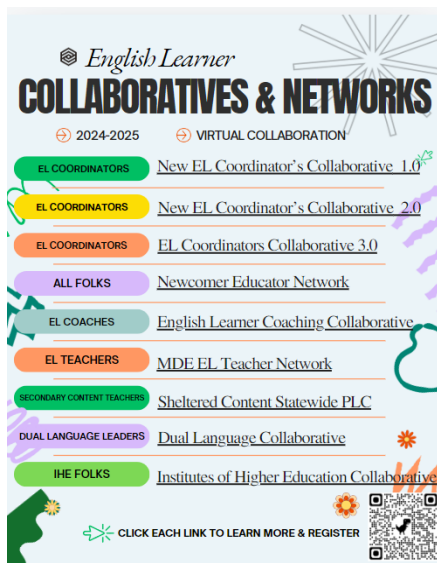 English Learner
COLLABORATIVES & NETWORKS
2024-2025 VIRTUAL COLLABORATION
EL COORDINATORS New EL Coordinator's Collaborative 1.0
EL COORDINATORS New EL Coordinator's Collaborative 2.0
EL COORDINATORS EL Coordinators Collaborative 3.0
ALL FOLKS Newcomer Educator Network
EL COACHES English Learner Coaching Collaborative
EL TEACHERS MDE EL Teacher Network
SECONDARY CONTENT TEACHERS Sheltered Content Statewide PLC
DUAL LANGUAGE LEADERS Dual Language Collaborative
IHE FOLKS Institutes of Higher Education Collaborative
CLICK EACH LINK TO LEARN MORE & REGISTER